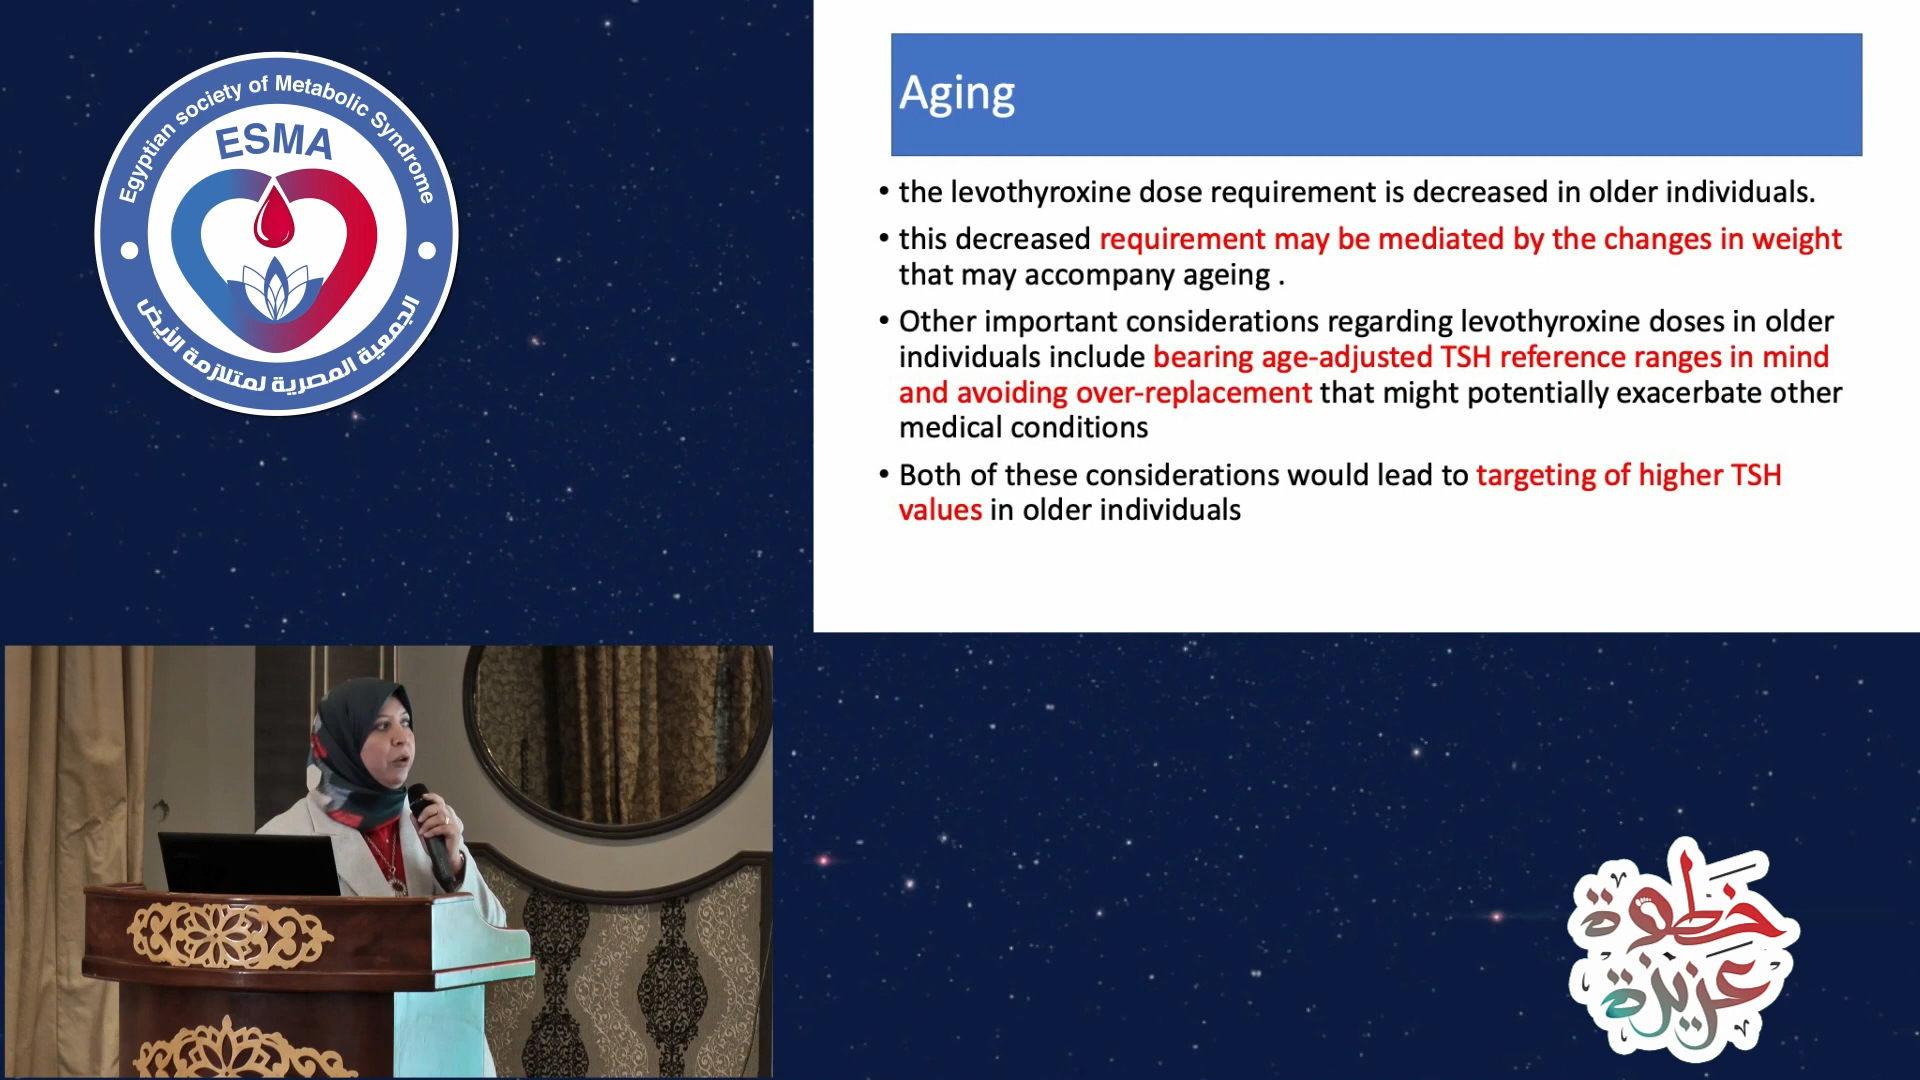 Egyptian society of Metabolic Syndrome
ESMA
الجمعية المصرية لمتلازمة الأيض
Aging
• the levothyroxine dose requirement is decreased in older individuals.
• this decreased requirement may be mediated by the changes in weight
that may accompany ageing .
• Other important considerations regarding levothyroxine doses in older
individuals include bearing age-adjusted TSH reference ranges in mind
and avoiding over-replacement that might potentially exacerbate other
medical conditions
• Both of these considerations would lead to targeting of higher TSH
values in older individuals
خطوة
عزيزة